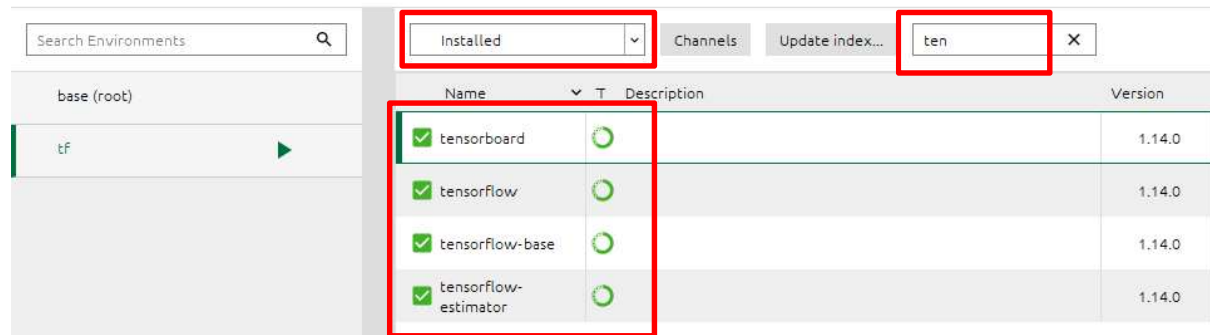 Search Environments
Installed
Channels
Update index...
ten
base (root)
tf
Name
T
Description
Version
tensorboard
1.14.0
tensorflow
1.14.0
tensorflow-base
1.14.0
tensorflow-
estimator
1.14.0